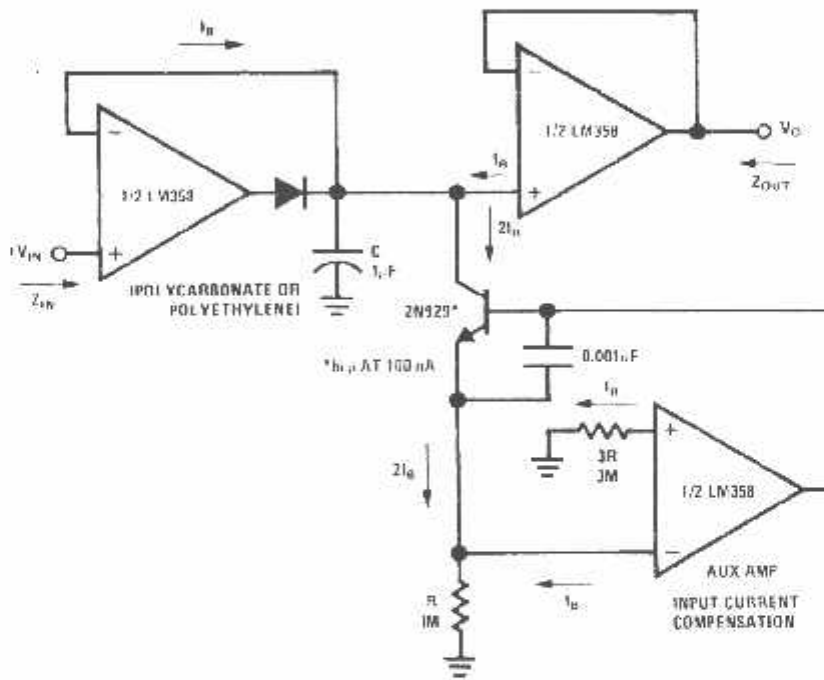 IB
1/2 LM358
+VIN
ZIN
C
1µF
(POLYCARBONATE OR
POLYETHYLENE)
1/2 LM358
IB
VO
ZOUT
2IB
2N929*
0.001µF
AT 100 nA
IB
3R
3M
1/2 LM358
2IB
IB
R
1M
AUX AMP
INPUT CURRENT
COMPENSATION